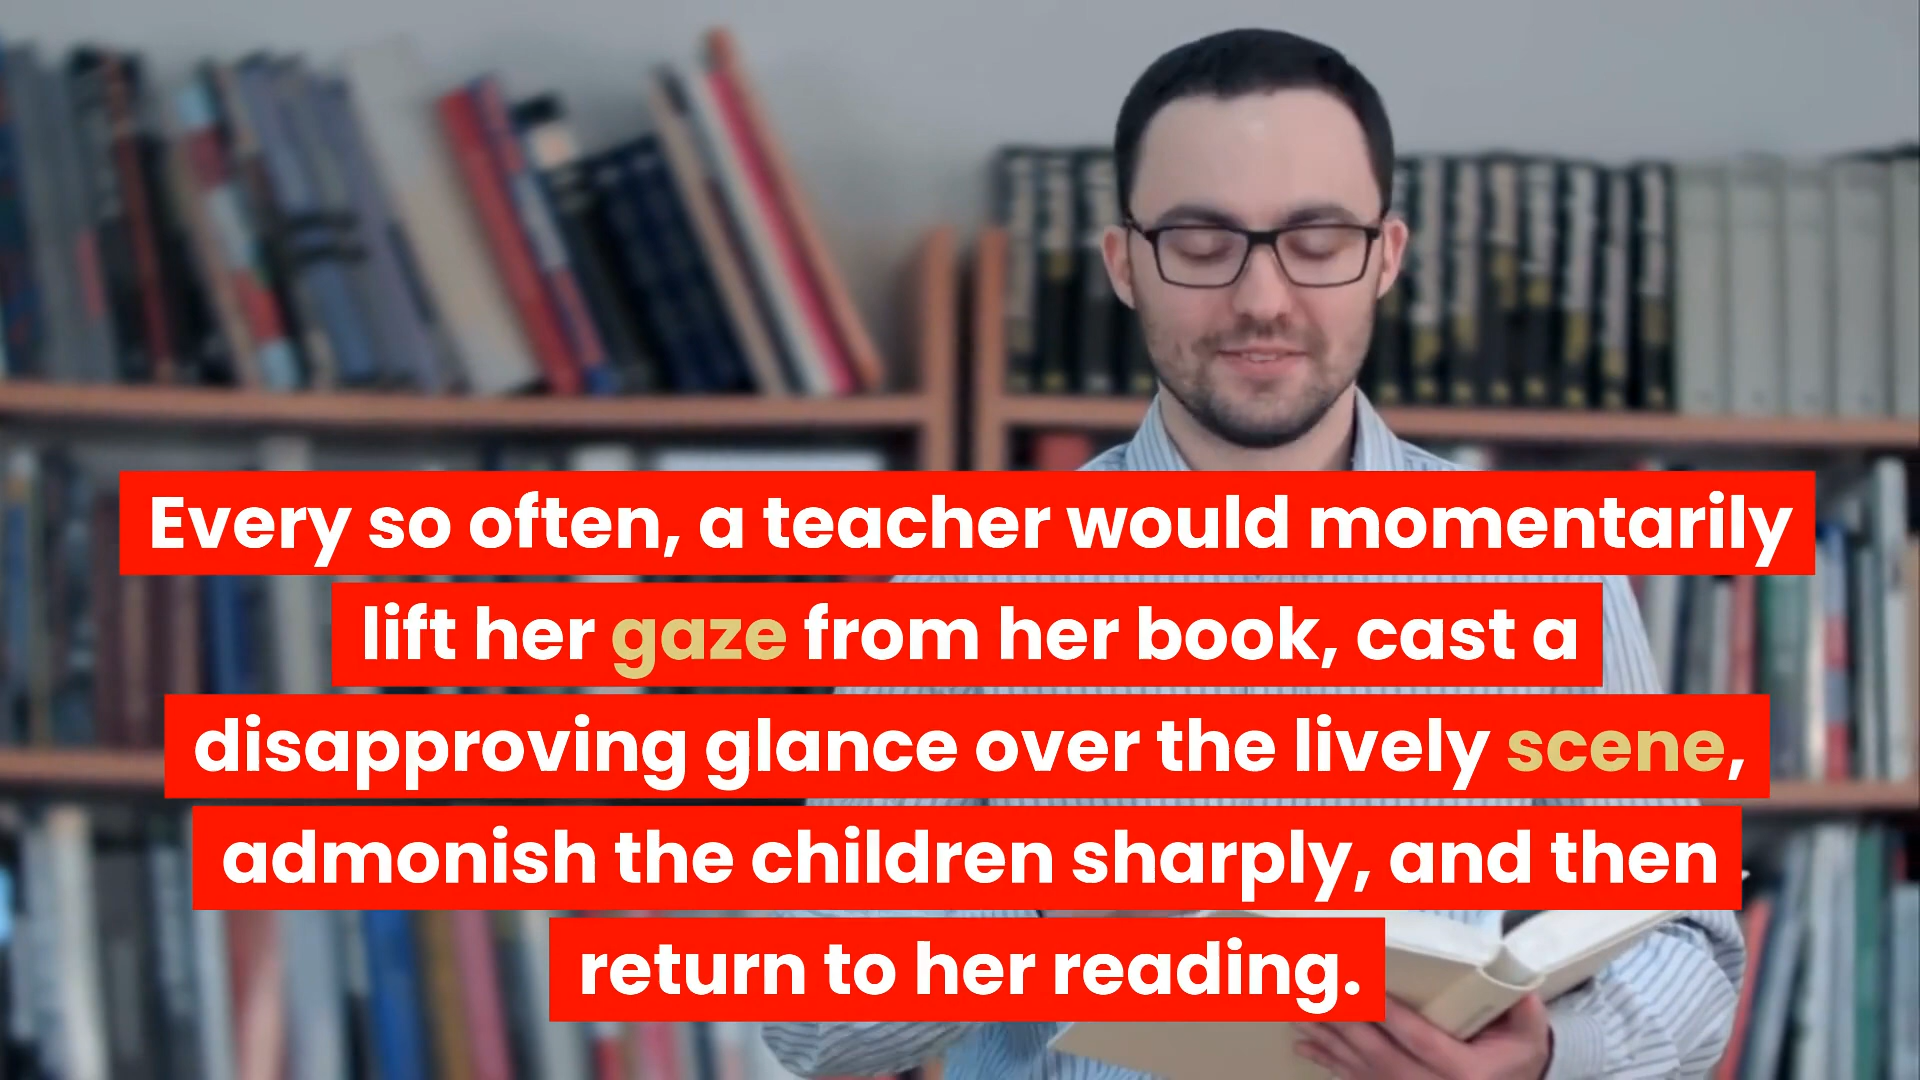 Every so often, a teacher would momentarily
lift her gaze from her book, cast a
disapproving glance over the lively scene,
admonish the children sharply, and then
return to her reading.